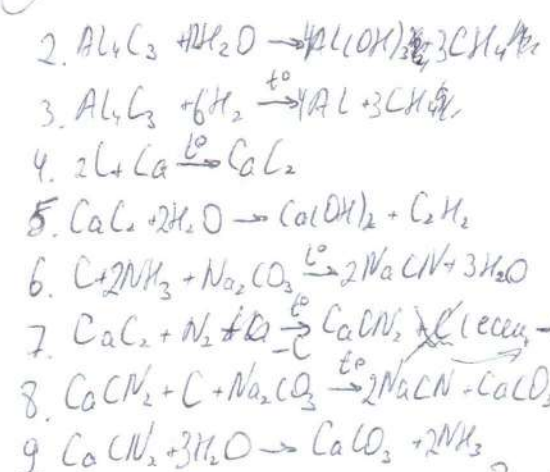 2. Al₄C₃ + 12H₂O → 4Al(OH)₃ + 3CH₄
3. Al₄C₃ + 6H₂ t°→ 4Al + 3CH₄
4. 2C + Ca t°→ CaC₂
5. CaC₂ + 2H₂O → Ca(OH)₂ + C₂H₂
6. C + 2NH₃ + Na₂CO₃ t°→ 2NaCN + 3H₂O
7. CaC₂ + N₂ t°→ -C CaCN₂
8. CaCN₂ + C + Na₂CO₃ t°→ 2NaCN + CaCO₃
9 CaCN₂ + 3H₂O → CaCO₃ + 2NH₃